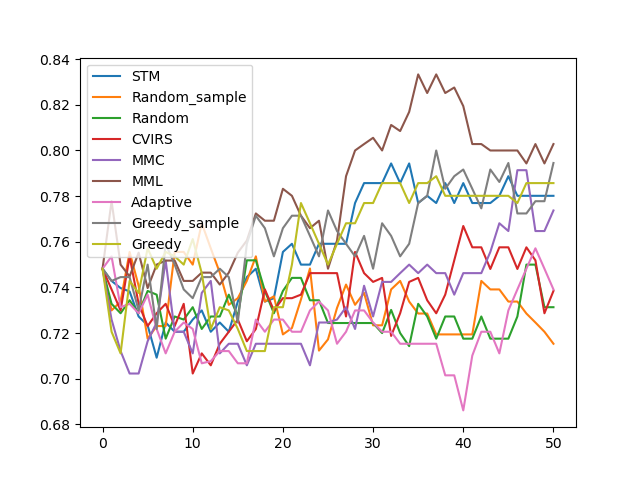 0.84
0.82
0.80
0.78
0.76
0.74
0.72
0.70
0.68
STM
Random_sample
Random
CVIRS
MMC
MML
Adaptive
Greedy_sample
Greedy
0 10 20 30 40 50